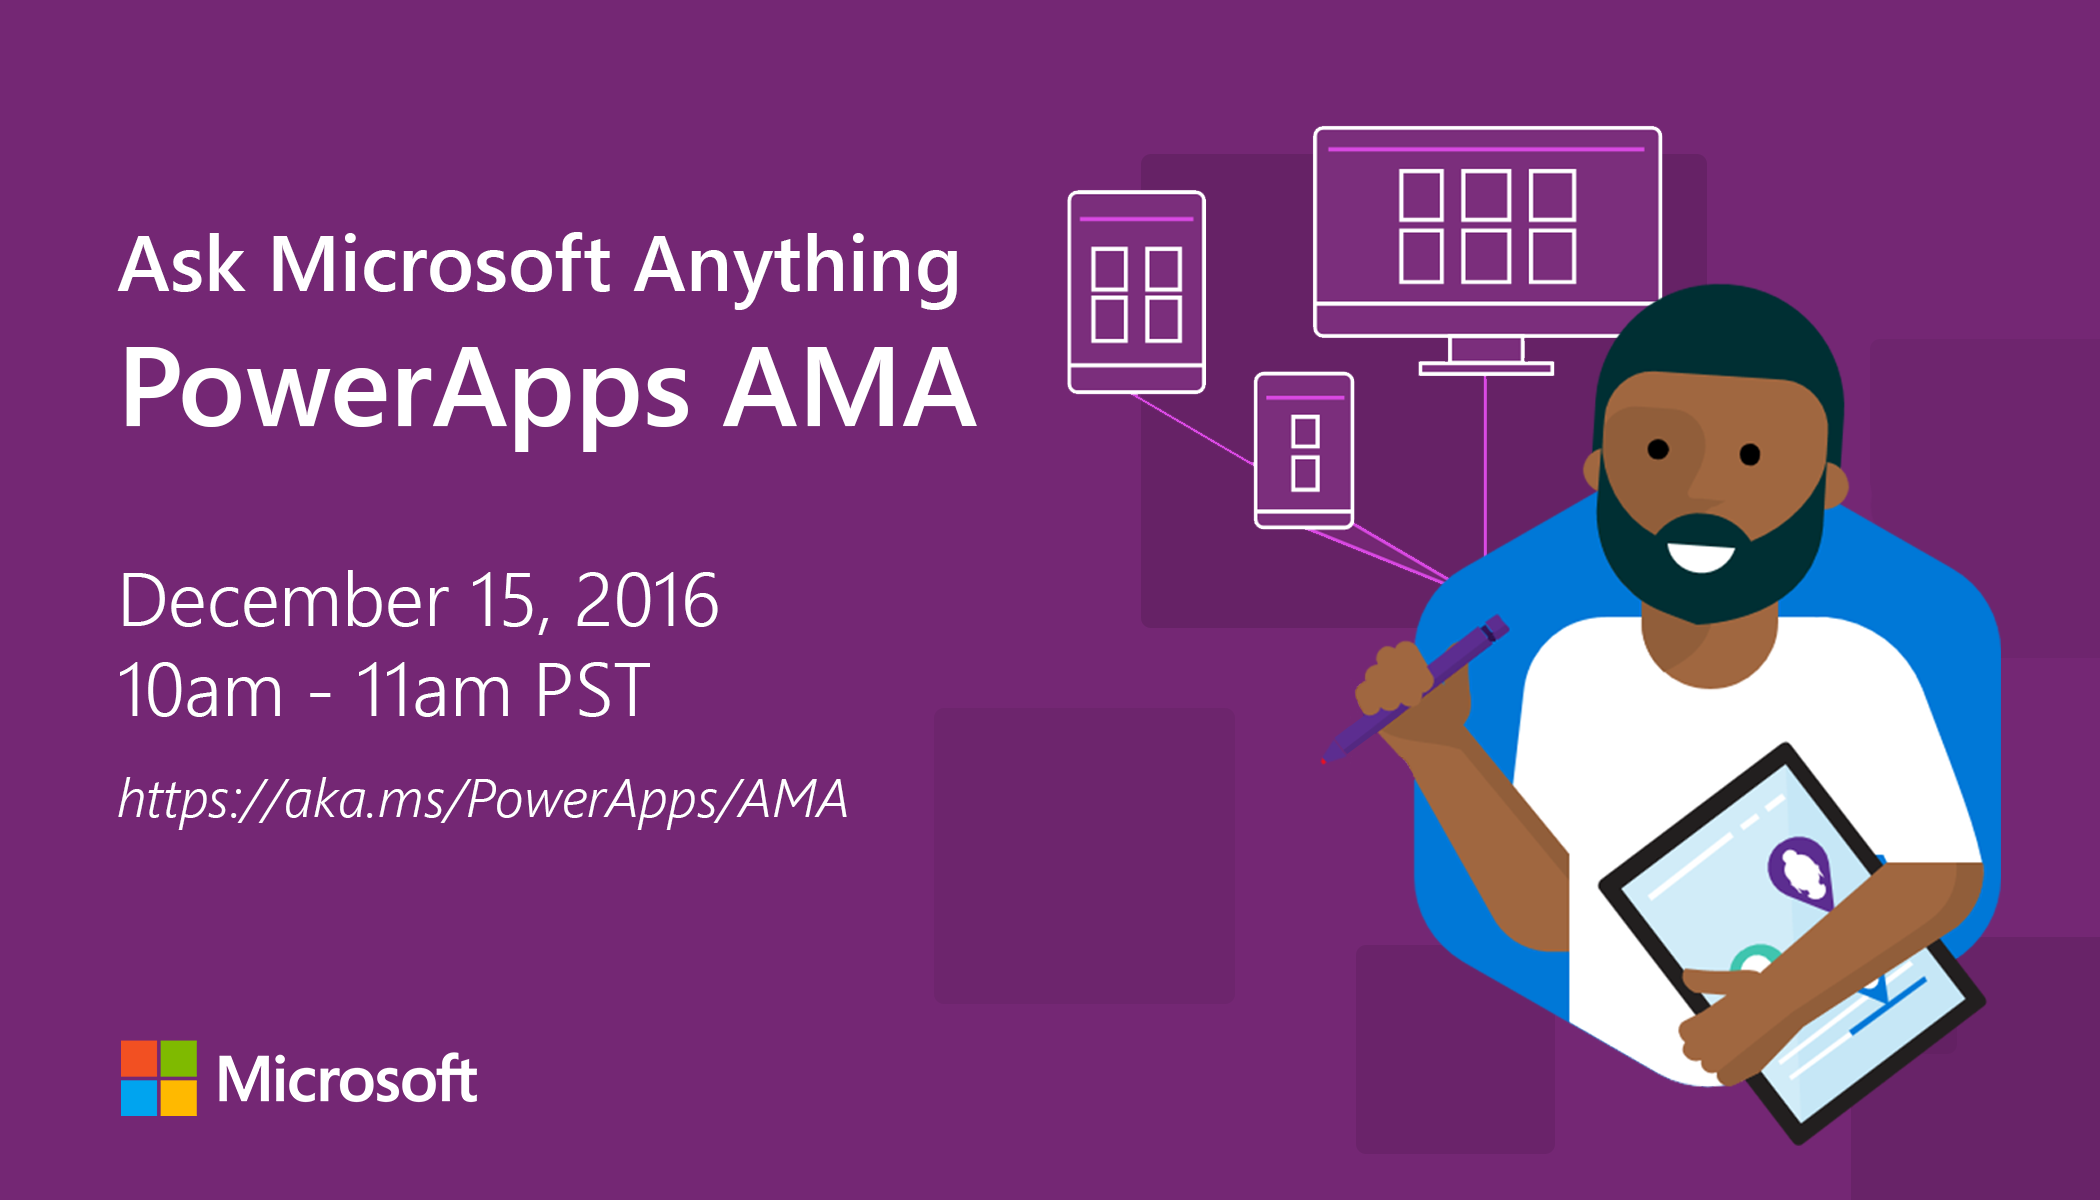 Ask Microsoft Anything
PowerApps AMA
December 15, 2016
10am - 11am PST
https://aka.ms/PowerApps/AMA
Microsoft